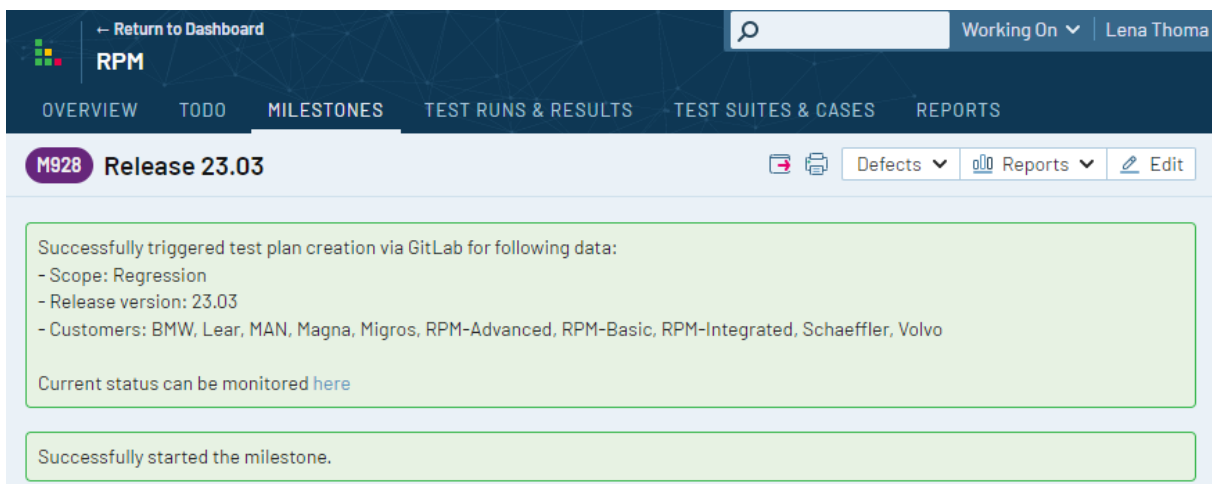 ← Return to Dashboard
Working On
Lena Thoma
RPM
OVERVIEW TODO MILESTONES TEST RUNS & RESULTS TEST SUITES & CASES REPORTS
M928 Release 23.03
Defects Reports Edit
Successfully triggered test plan creation via GitLab for following data:
- Scope: Regression
- Release version: 23.03
- Customers: BMW, Lear, MAN, Magna, Migros, RPM-Advanced, RPM-Basic, RPM-Integrated, Schaeffler, Volvo
Current status can be monitored here
Successfully started the milestone.